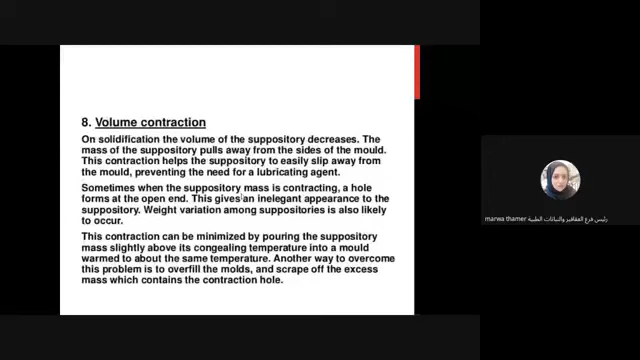 8. Volume contraction
On solidification the volume of the suppository decreases. The
mass of the suppository pulls away from the sides of the mould.
This contraction helps the suppository to easily slip away from
the mould, preventing the need for a lubricating agent.
Sometimes when the suppository mass is contracting, a hole
forms at the open end. This gives an inelegant appearance to the
suppository. Weight variation among suppositories is also likely
to occur.
This contraction can be minimized by pouring the suppository
mass slightly above its congealing temperature into a mould
warmed to about the same temperature. Another way to overcome
this problem is to overfill the molds, and scrape off the excess
mass which contains the contraction hole.
marwa thamer رئيس فرع العقاقير والنباتات الطبية